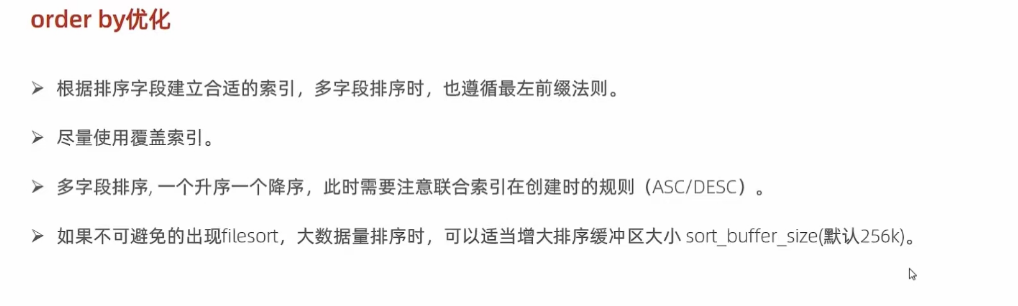 order by优化
➢ 根据排序字段建立合适的索引，多字段排序时，也遵循最左前缀法则。
➢ 尽量使用覆盖索引。
➢ 多字段排序, 一个升序一个降序，此时需要注意联合索引在创建时的规则（ASC/DESC）。
➢ 如果不可避免的出现filesort，大数据量排序时，可以适当增大排序缓冲区大小 sort_buffer_size(默认256k)。